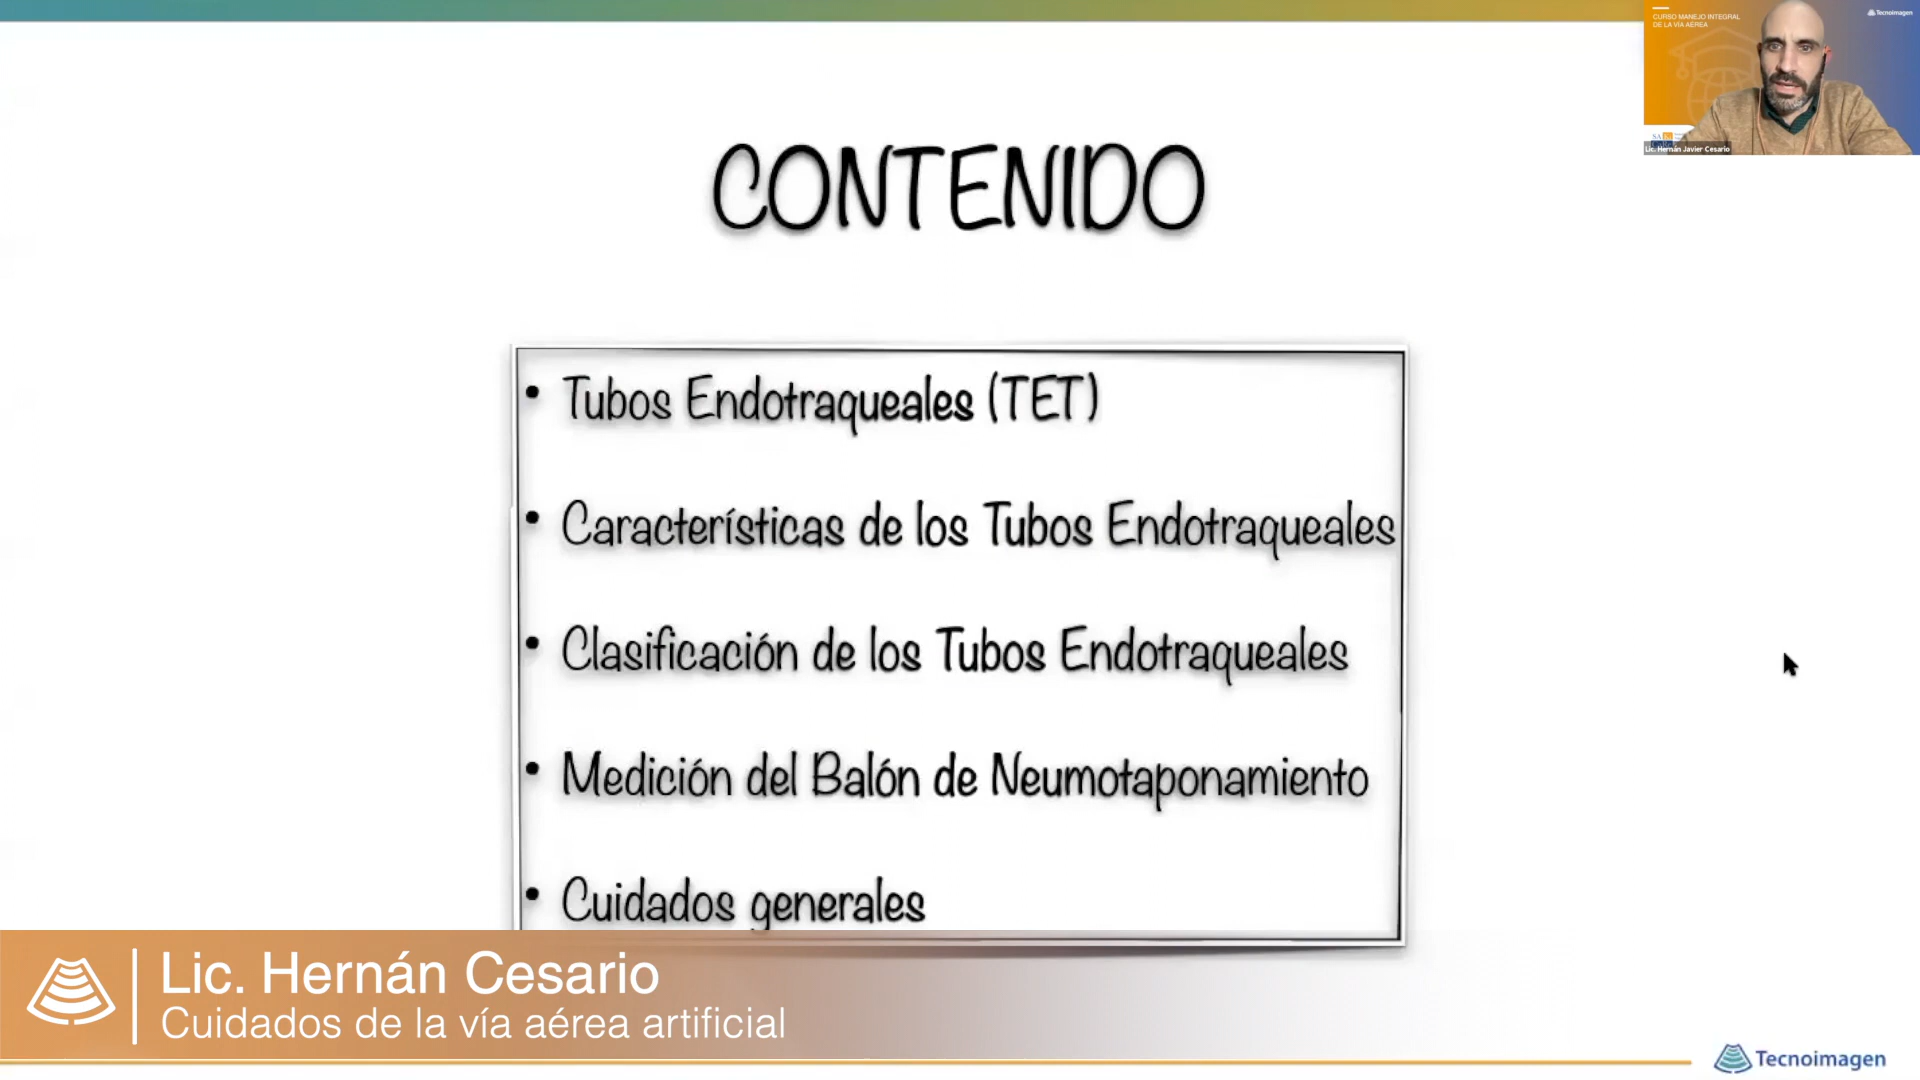 CURSO MANEJO INTEGRAL
DE LA VÍA AÉREA
Tecnoimagen
Lic. Hernán Javier Cesario
CONTENIDO
• Tubos Endotraqueales (TET)
• Características de los Tubos Endotraqueales
• Clasificación de los Tubos Endotraqueales
• Medición del Balón de Neumotaponamiento
• Cuidados generales
Lic. Hernán Cesario
Cuidados de la vía aérea artificial
Tecnoimagen